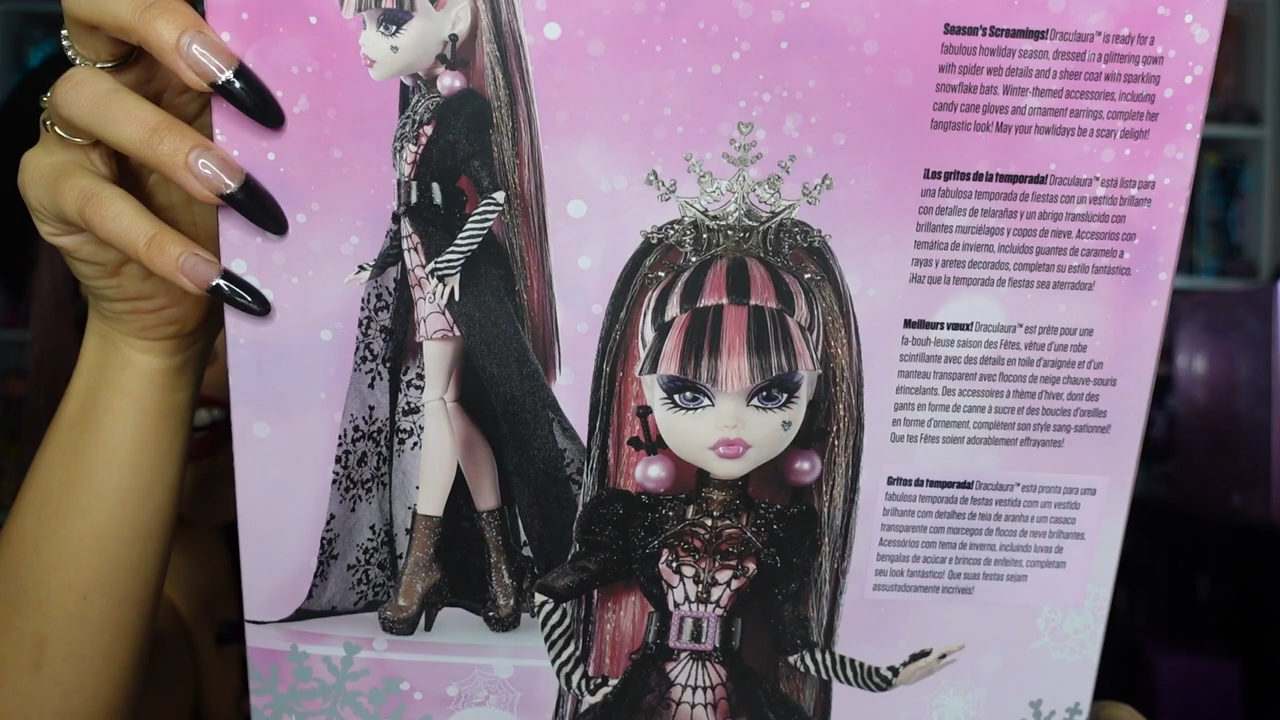 Season's Screamings! Draculaura™ is ready for a
fabulous howliday season, dressed in a glittering gown
with spider web details and a sheer coat with sparkling
snowflake bats. Winter-themed accessories, including
candy cane gloves and ornament earrings, complete her
fangtastic look! May your howlidays be a scary delight!
¡Los gritos de la temporada! Draculaura™ está lista para
una fabulosa temporada de fiestas con un vestido brillante
con detalles de telarañas y un abrigo translúcido con
brillantes murciélagos y copos de nieve. Accesorios con
temática de invierno, incluidos guantes de caramelo a
rayas y aretes decorados, completan su estilo fantástico.
¡Haz que la temporada de fiestas sea aterradora!
Meilleurs vœux! Draculaura™ est prête pour une
fa-bouh-leuse saison des Fêtes, vêtue d'une robe
scintillante avec des détails en toile d'araignée et d'un
manteau transparent avec flocons de neige chauve-souris
étincelants. Des accessoires à thème d'hiver, dont des
gants en forme de canne à sucre et des boucles d'oreilles
en forme d'ornement, complètent son style sang-sationnel!
Que tes Fêtes soient adorablement effrayantes!
Gritos da temporada! Draculaura™ está pronta para uma
fabulosa temporada de festas vestida com um vestido
brilhante com detalhes de teia de aranha e um casaco
transparente com morcegos de flocos de neve brilhantes.
Acessórios com tema de inverno, incluindo luvas de
bengalas de açúcar e brincos de enfeites, completam
seu look fantástico! Que suas festas sejam
assustadoramente incríveis!